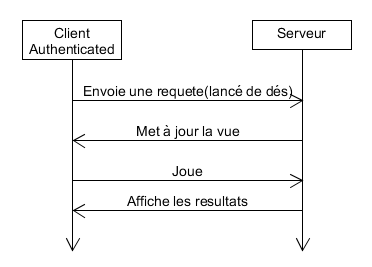 Client
Authenticated
Serveur
Envoie une requete(lancé de dés)
Met à jour la vue
Joue
Affiche les resultats